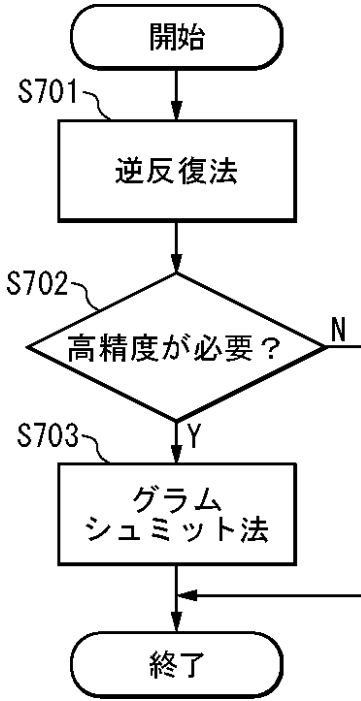 開始
S701
逆反復法
S702
高精度が必要？
N
Y
S703
グラム
シュミット法
終了